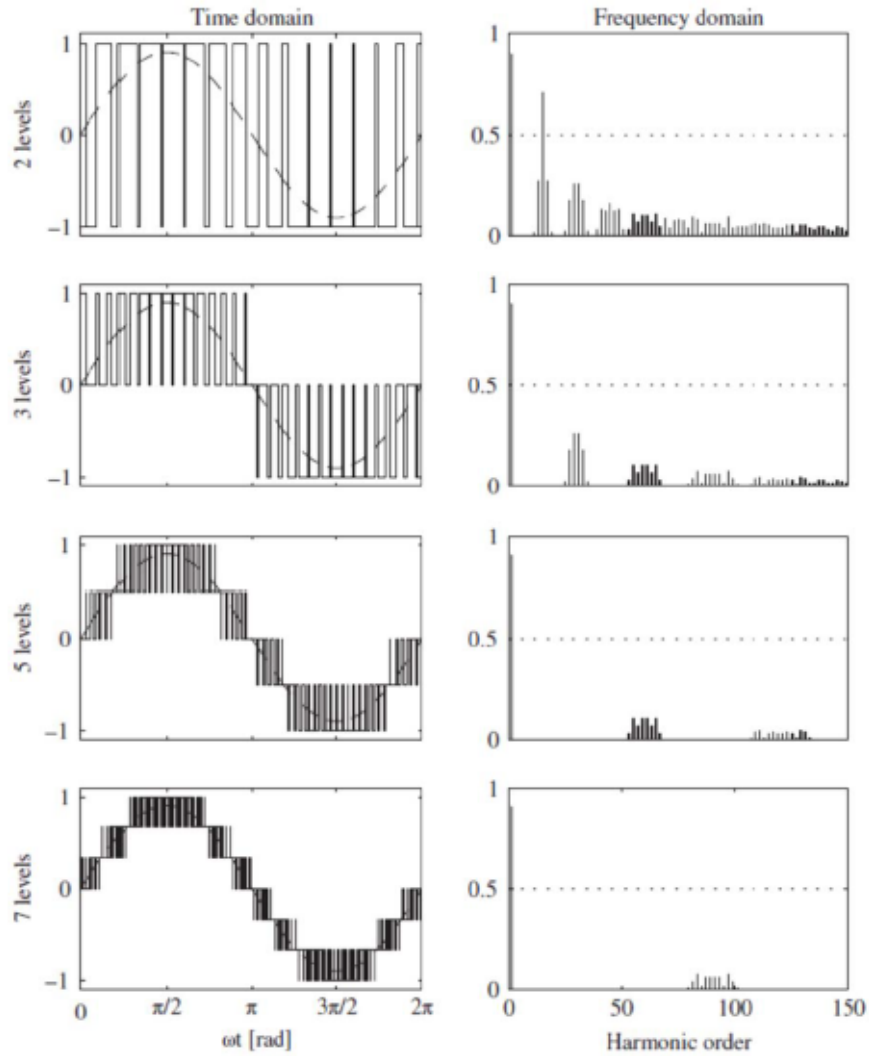 Time domain
Frequency domain
2 levels
1
0
−1
1
0.5
0
3 levels
1
0
−1
1
0.5
0
5 levels
1
0
−1
1
0.5
0
7 levels
1
0
−1
0
π/2
π
3π/2
2π
ωt [rad]
1
0.5
0
0
50
100
150
Harmonic order